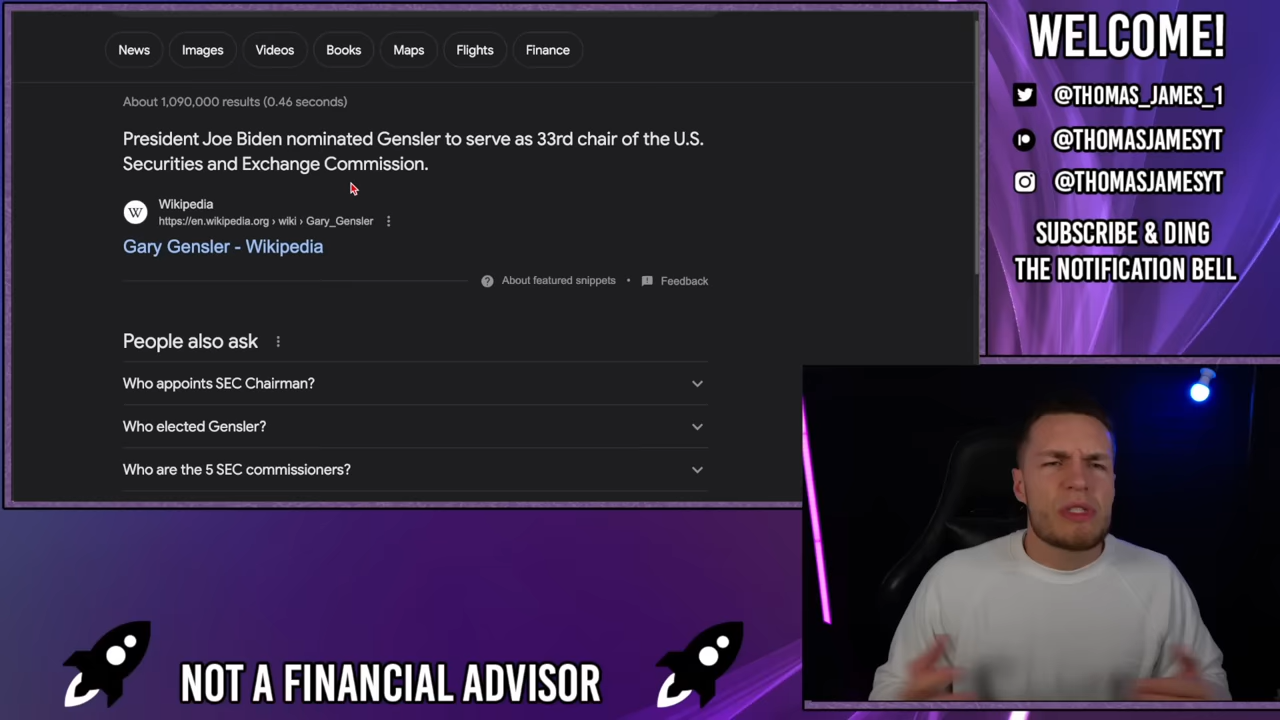 News
Images
Videos
Books
Maps
Flights
Finance
About 1,090,000 results (0.46 seconds)
President Joe Biden nominated Gensler to serve as 33rd chair of the U.S.
Securities and Exchange Commission.
W
Wikipedia
https://en.wikipedia.org › wiki › Gary_Gensler
Gary Gensler - Wikipedia
? About featured snippets • Feedback
People also ask
Who appoints SEC Chairman?
Who elected Gensler?
Who are the 5 SEC commissioners?
WELCOME!
@THOMAS_JAMES_1
@THOMASJAMESYT
@THOMASJAMESYT
SUBSCRIBE & DING
THE NOTIFICATION BELL
NOT A FINANCIAL ADVISOR